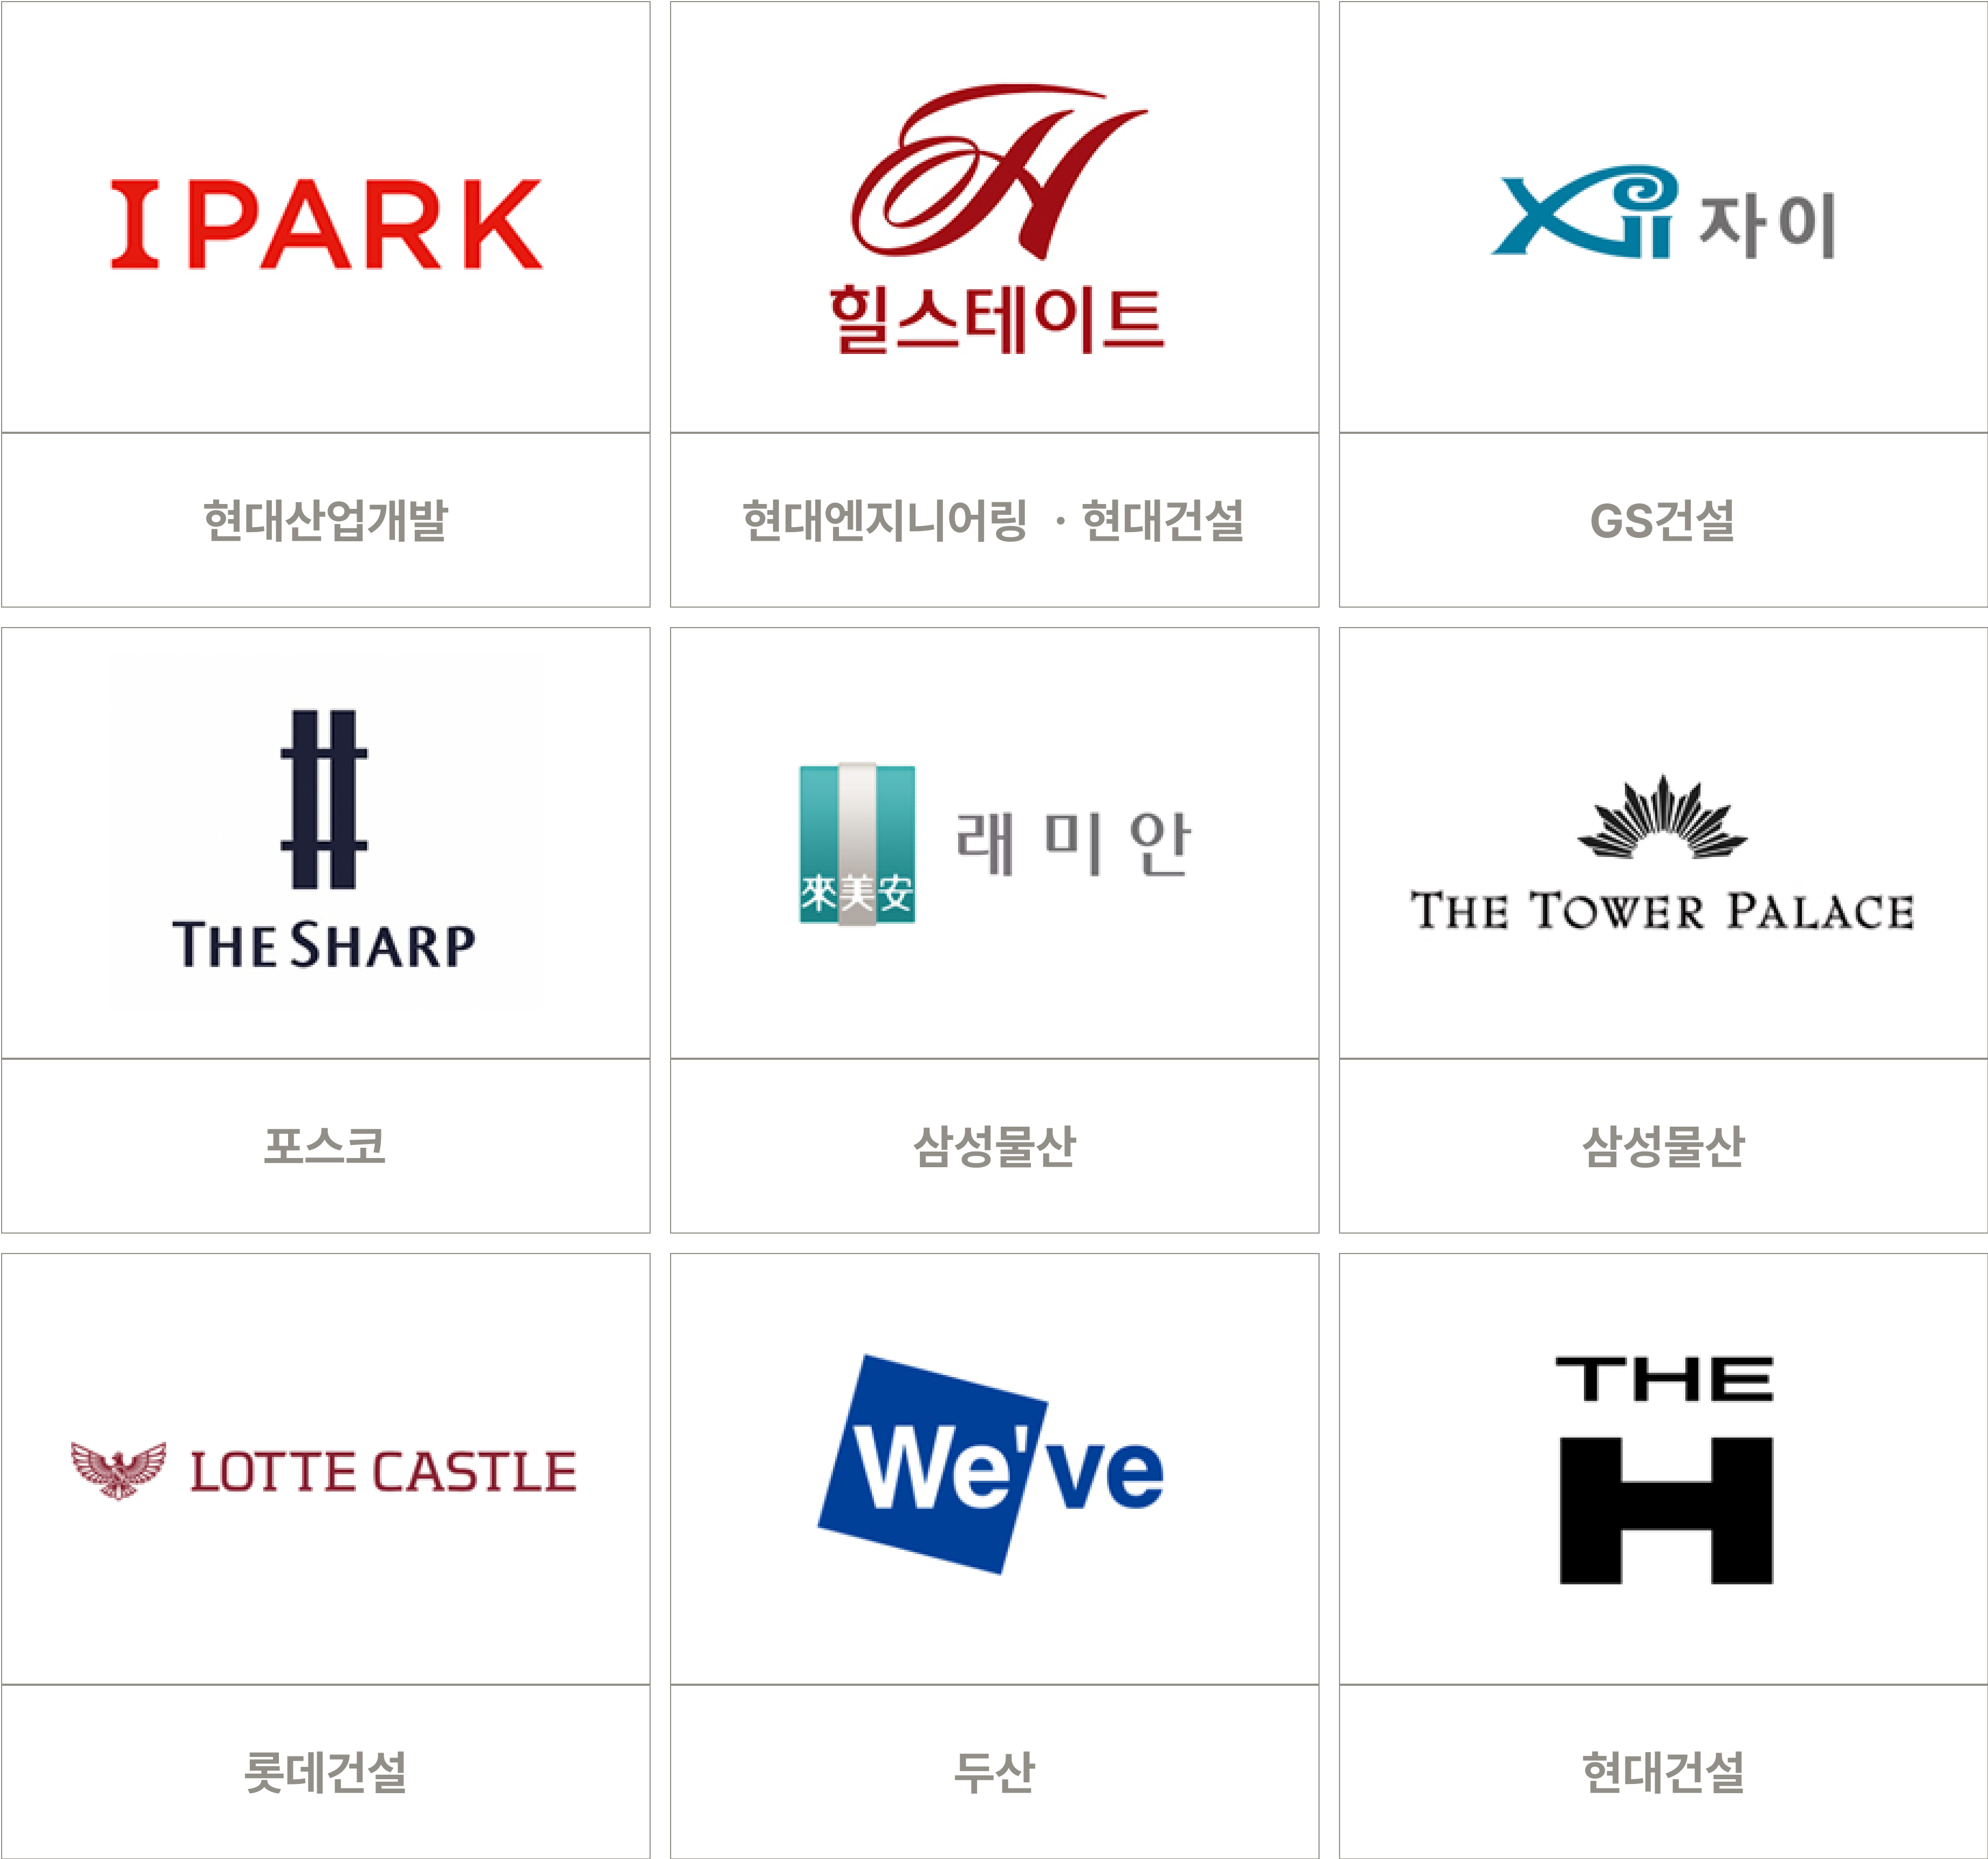 I PARK
힐스테이트
Xii 자이
현대산업개발
현대엔지니어링 · 현대건설
GS건설
THE SHARP
래미안
來美安
THE TOWER PALACE
포스코
삼성물산
삼성물산
LOTTE CASTLE
We've
THE
H
롯데건설
두산
현대건설